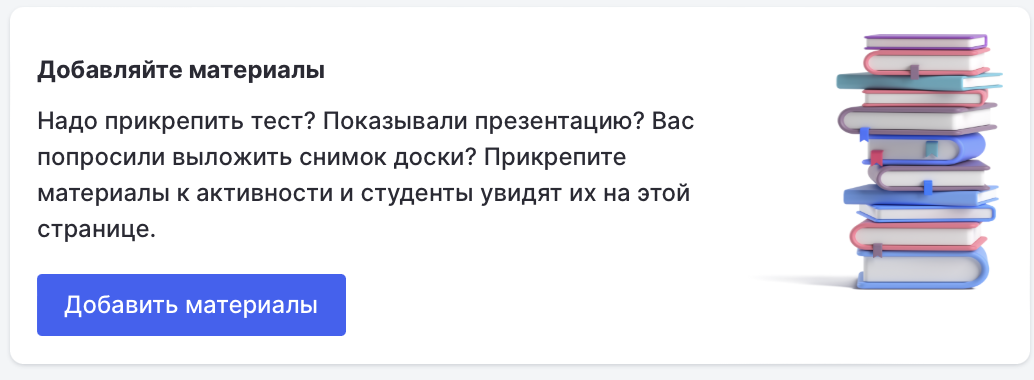 Добавляйте материалы
Надо прикрепить тест? Показывали презентацию? Вас
попросили выложить снимок доски? Прикрепите
материалы к активности и студенты увидят их на этой
странице.
Добавить материалы